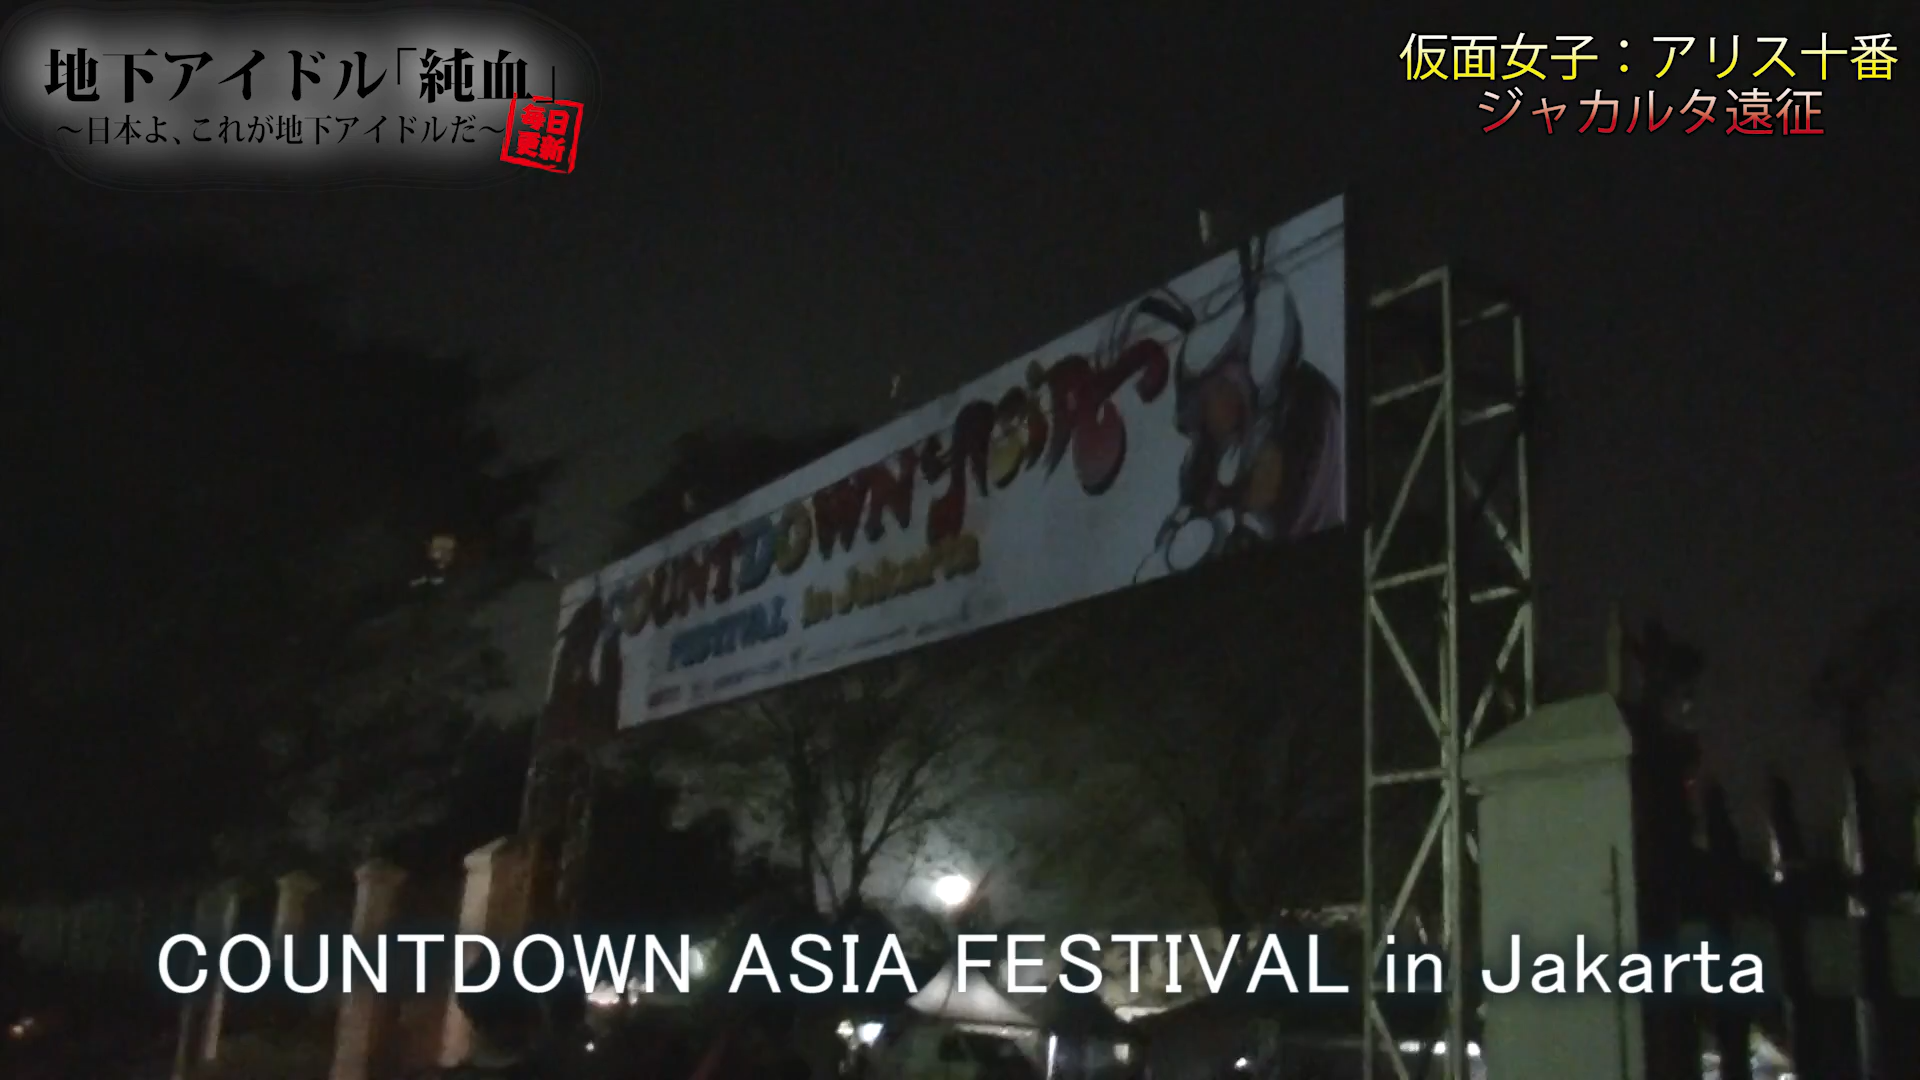 地下アイドル「純血」
～日本よ、これが地下アイドルだ～
毎日
更新
仮面女子：アリス十番
ジャカルタ遠征
COUNTDOWN Asia
FESTIVAL in Jakarta
COUNTDOWN ASIA FESTIVAL in Jakarta